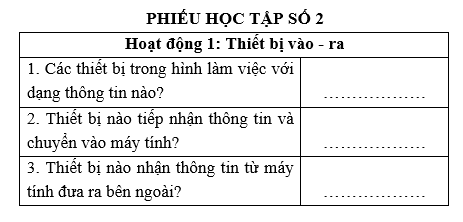 PHIẾU HỌC TẬP SỐ 2
Hoạt động 1: Thiết bị vào - ra
1. Các thiết bị trong hình làm việc với
dạng thông tin nào?
………………
2. Thiết bị nào tiếp nhận thông tin và
chuyển vào máy tính?
………………
3. Thiết bị nào nhận thông tin từ máy
tính đưa ra bên ngoài?
………………